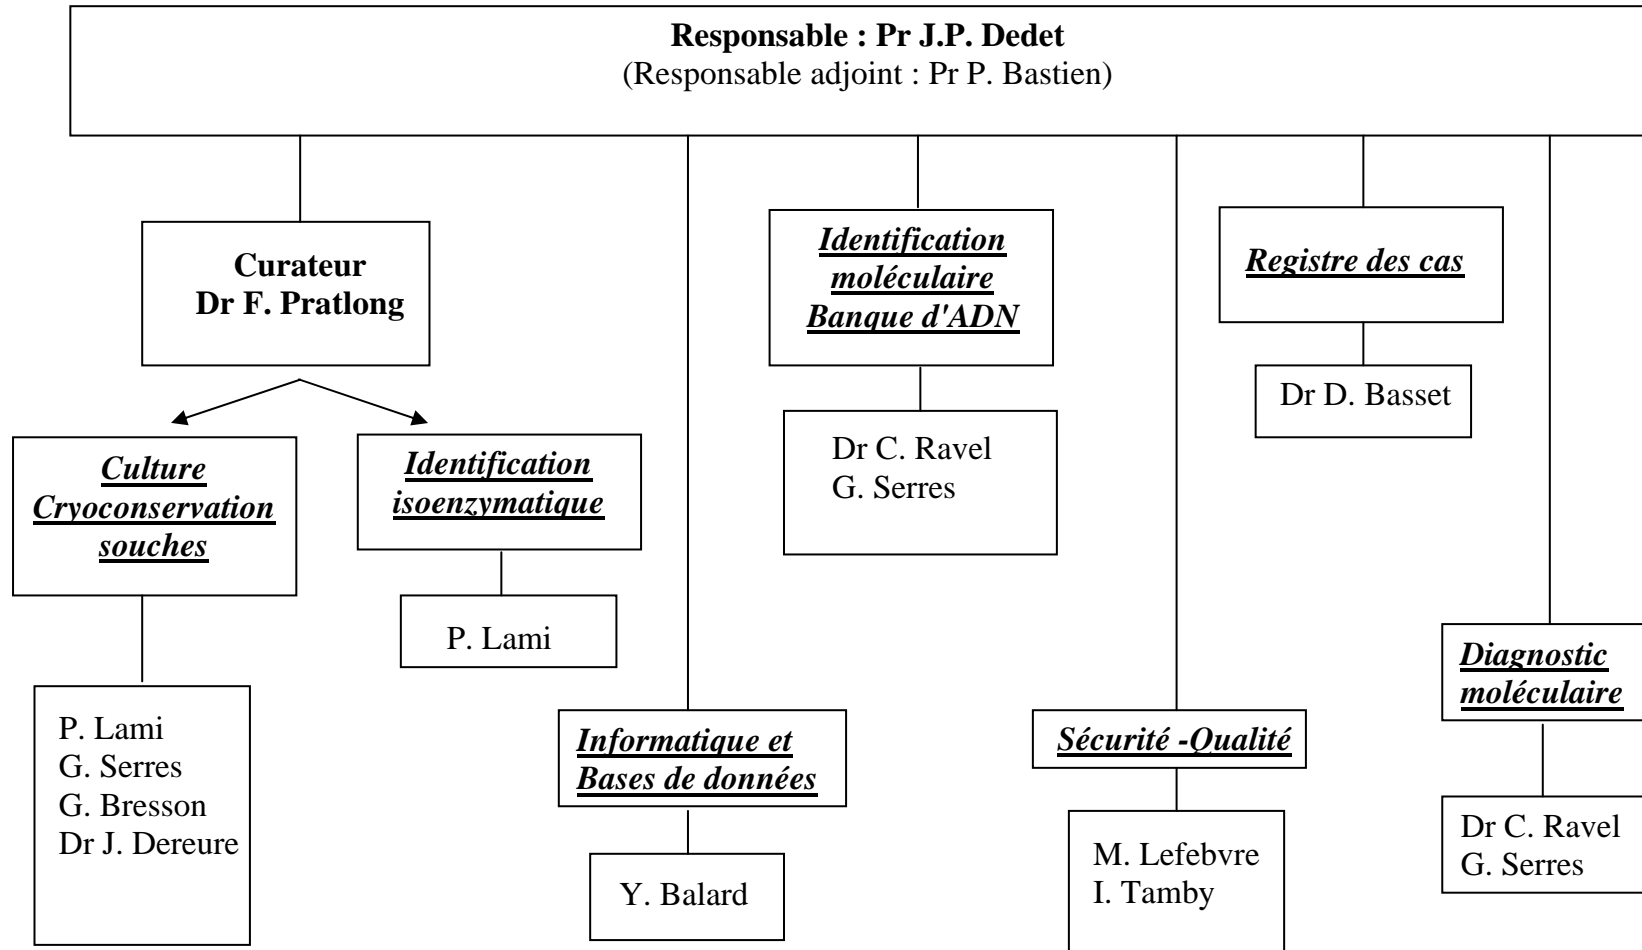 Responsable : Pr J.P. Dedet
(Responsable adjoint : Pr P. Bastien)
Curateur
Dr F. Pratlong
Culture
Cryoconservation
souches
P. Lami
G. Serres
G. Bresson
Dr J. Dereure
Identification
isoenzymatique
P. Lami
Informatique et
Bases de données
Y. Balard
Identification
moléculaire
Banque d'ADN
Dr C. Ravel
G. Serres
Sécurité -Qualité
M. Lefebvre
I. Tamby
Registre des cas
Dr D. Basset
Diagnostic
moléculaire
Dr C. Ravel
G. Serres